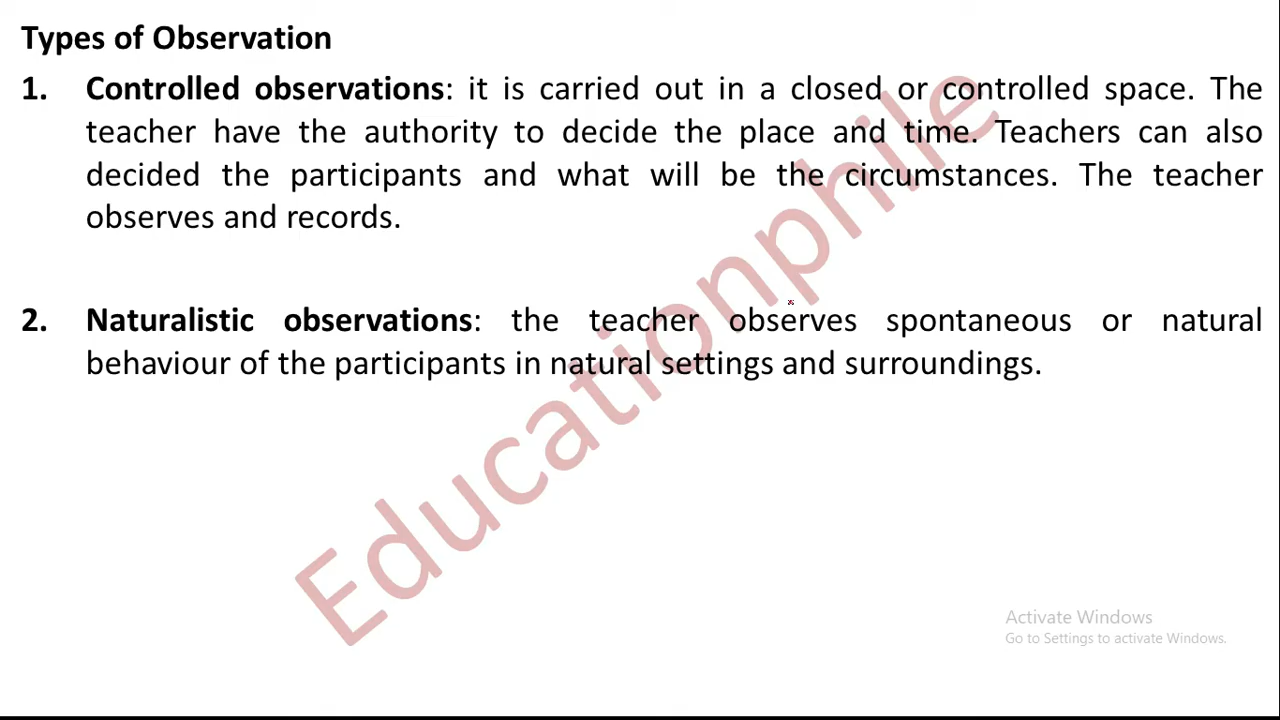 Types of Observation
1. Controlled observations: it is carried out in a closed or controlled space. The
teacher have the authority to decide the place and time. Teachers can also
decided the participants and what will be the circumstances. The teacher
observes and records.
2. Naturalistic observations: the teacher observes spontaneous or natural
behaviour of the participants in natural settings and surroundings.
Educationphile
Activate Windows
Go to Settings to activate Windows.